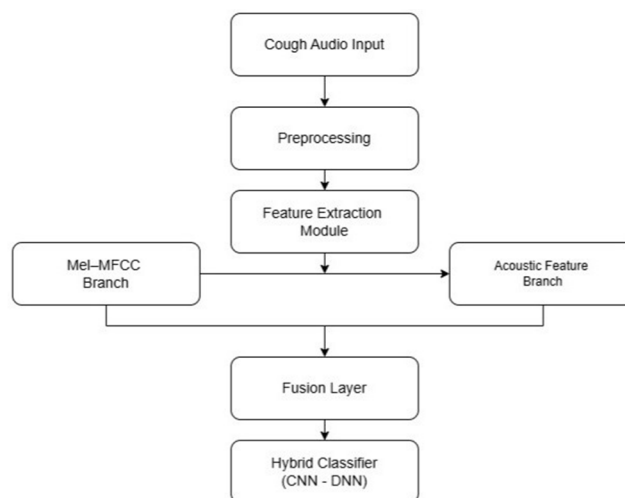 Cough Audio Input
Preprocessing
Feature Extraction
Module
Mel–MFCC
Branch
Acoustic Feature
Branch
Fusion Layer
Hybrid Classifier
(CNN - DNN)